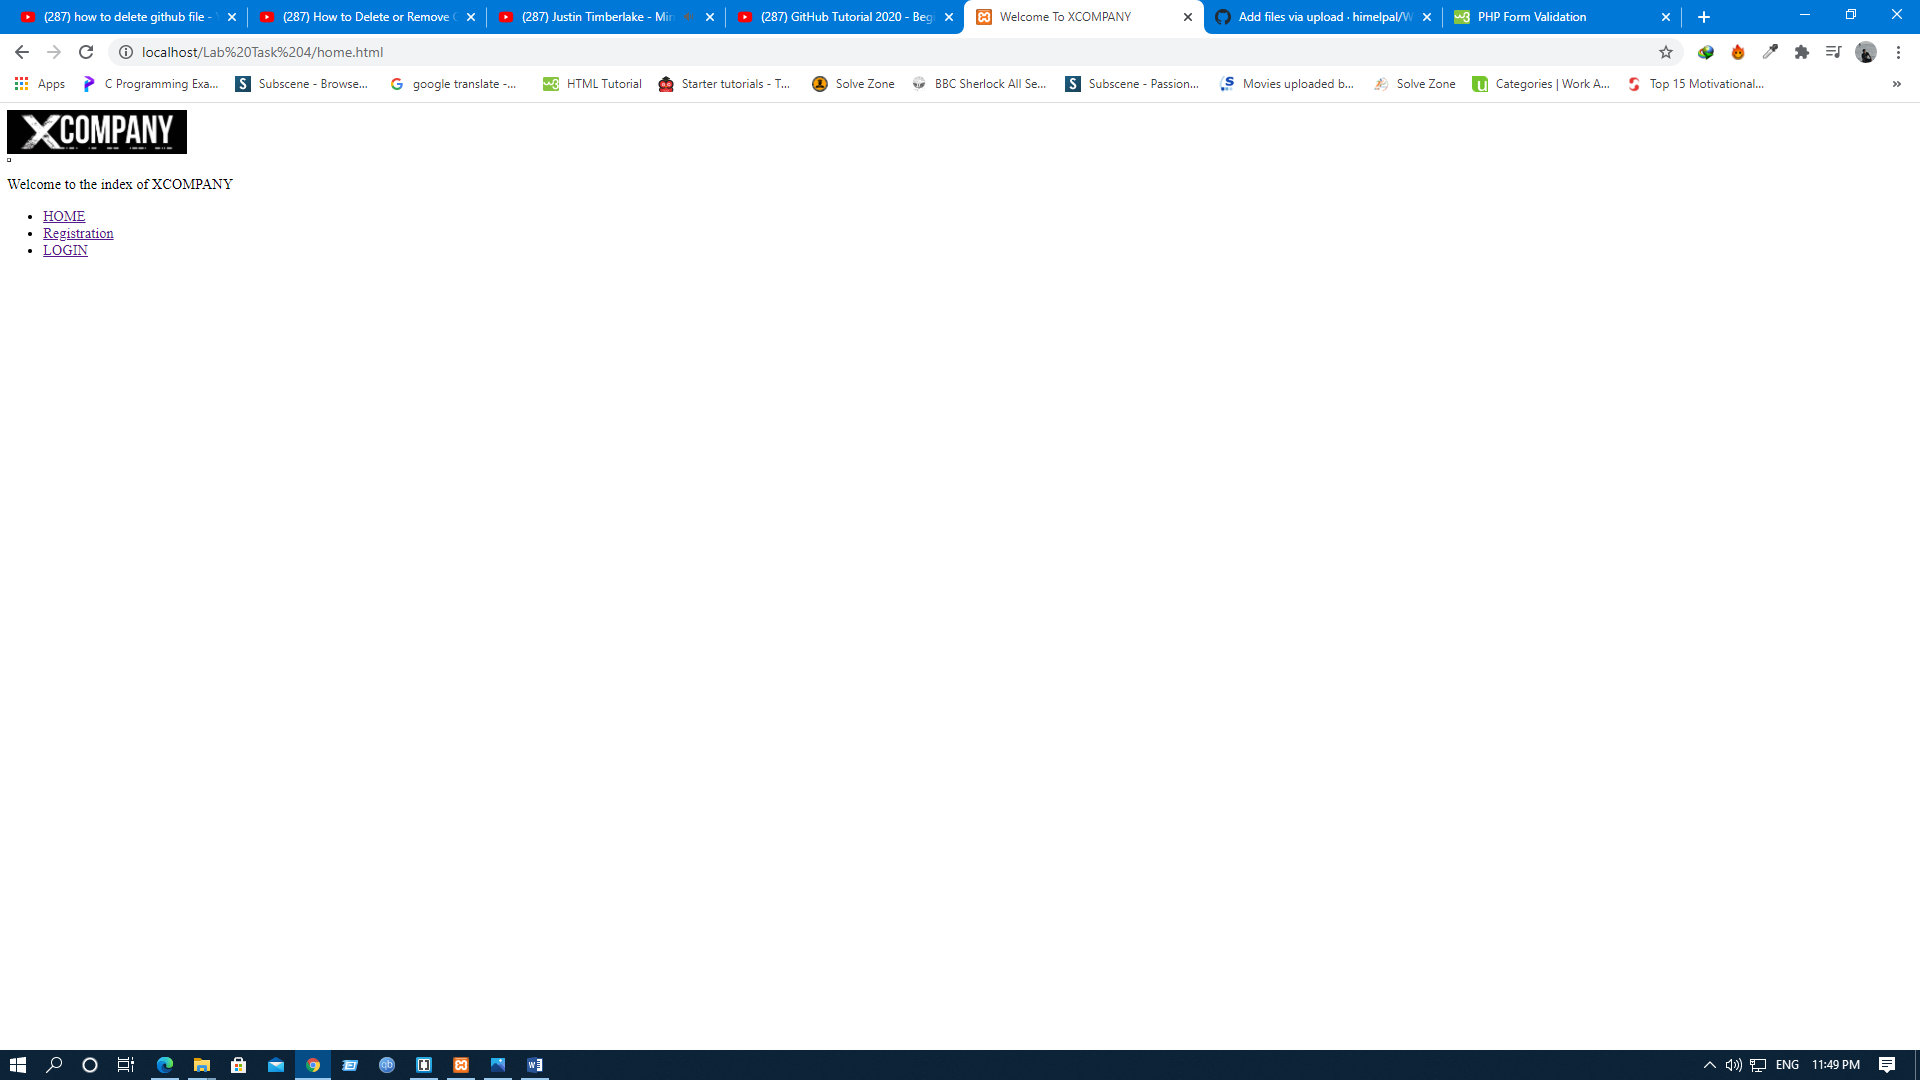 (287) how to delete github file -
(287) How to Delete or Remove
(287) Justin Timberlake - Mir
(287) GitHub Tutorial 2020 - Beg
Welcome To XCOMPANY
Add files via upload · himelpal/W
PHP Form Validation
localhost/Lab%20Task%204/home.html
Apps
C Programming Exa...
Subscene - Browse...
google translate -...
HTML Tutorial
Starter tutorials - T...
Solve Zone
BBC Sherlock All Se...
Subscene - Passion...
Movies uploaded b...
Solve Zone
Categories | Work A...
Top 15 Motivational...
XCOMPANY
Welcome to the index of XCOMPANY
HOME
Registration
LOGIN
ENG
11:49 PM